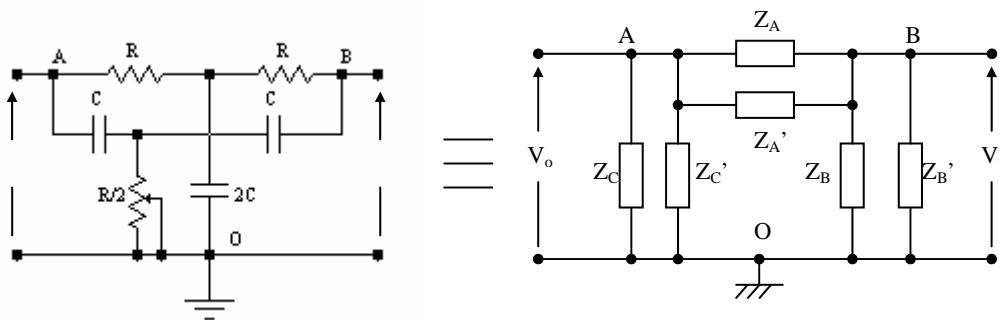 A R R B
C C
R/2 2C
O
Z_A
A B
Z_A'
V_o Z_C Z_C' Z_B Z_B' V
O